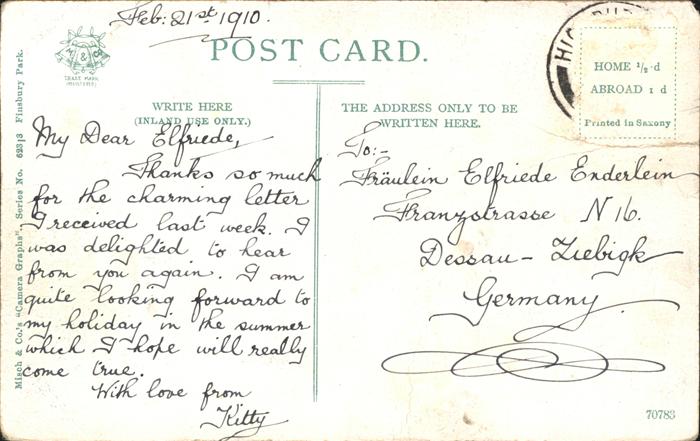 Feb: 21st 1910.
POST CARD.
H & C
TRADE MARK
HIGHBU
HOME ½ d
ABROAD 1 d
Printed in Saxony
Misch & Co.'s "Camera Graphs", Series No. 623/3 Finsbury Park.
WRITE HERE
(INLAND USE ONLY.)
My Dear Elfriede,
Thanks so much
for the charming letter
I received last week. I
was delighted to hear
from you again. I am
quite looking forward to
my holiday in the summer
which I hope will really
come true.
With love from
Kitty
THE ADDRESS ONLY TO BE
WRITTEN HERE.
To:-
Fräulein Elfriede Enderlein
Franzstrasse N 16.
Dessau - Ziebigk
Germany.
70783